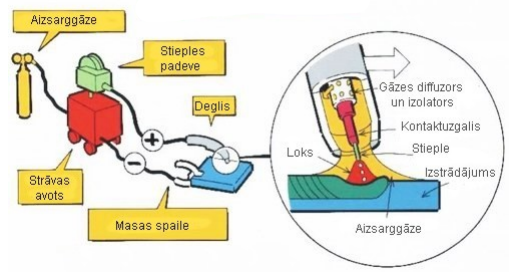 Aizsarggāze
Stieples
padeve
Deglis
+
−
Strāvas
avots
Masas spaile
Gāzes diffuzors
un izolators
Kontaktuzgalis
Stieple
Loks
Izstrādājums
Aizsarggāze